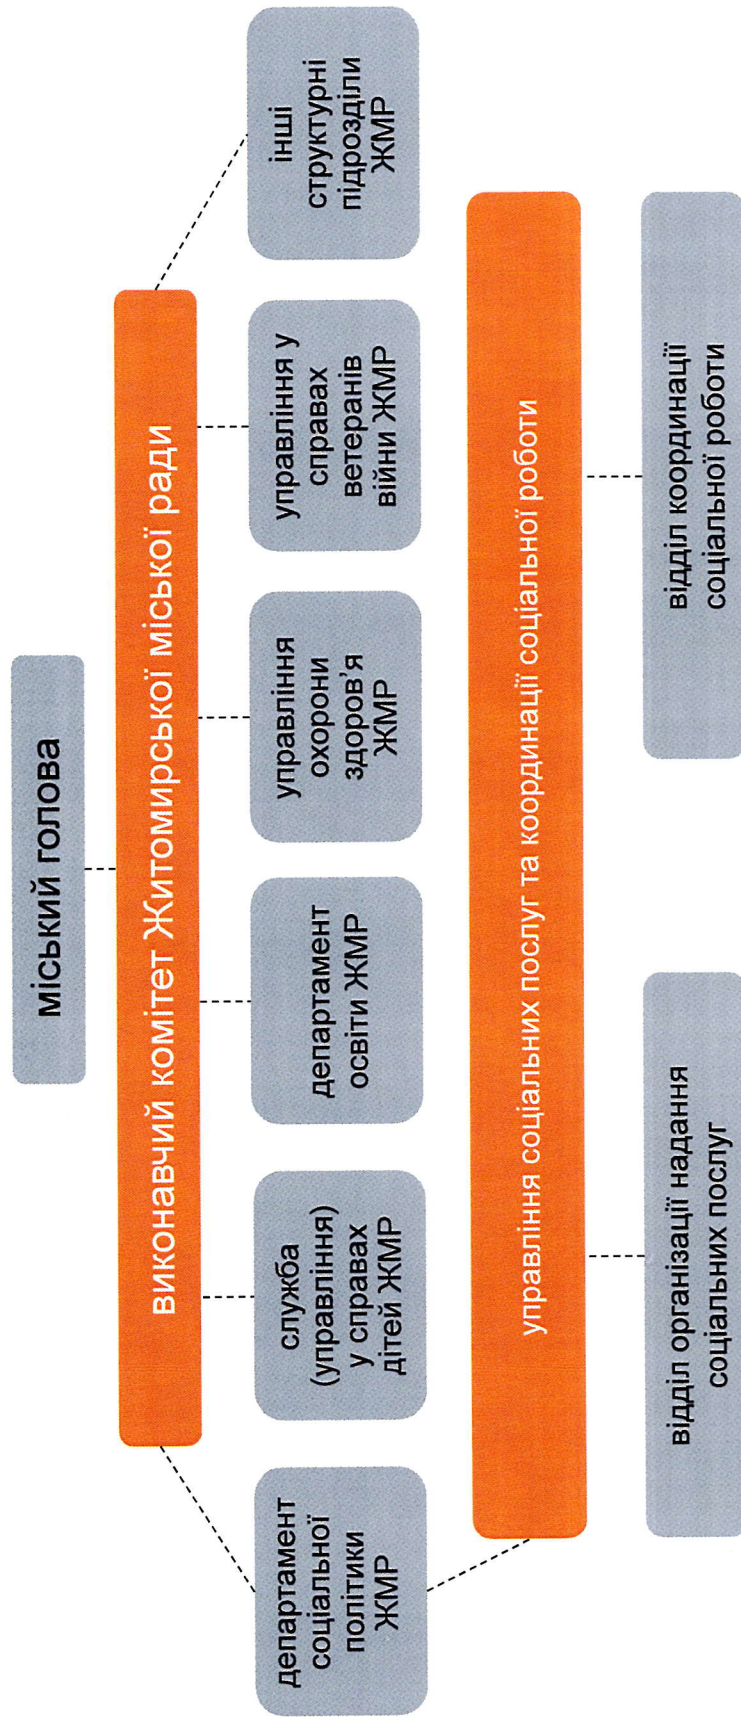 міський голова
виконавчий комітет Житомирської міської ради
департамент
соціальної
політики
ЖМР
служба
(управління)
у справах
дітей ЖМР
департамент
освіти ЖМР
управління
охорони
здоров'я
ЖМР
управління у
справах
ветеранів
війни ЖМР
інші
структурні
підрозділи
ЖМР
управління соціальних послуг та координації соціальної роботи
відділ організації надання
соціальних послуг
відділ координації
соціальної роботи